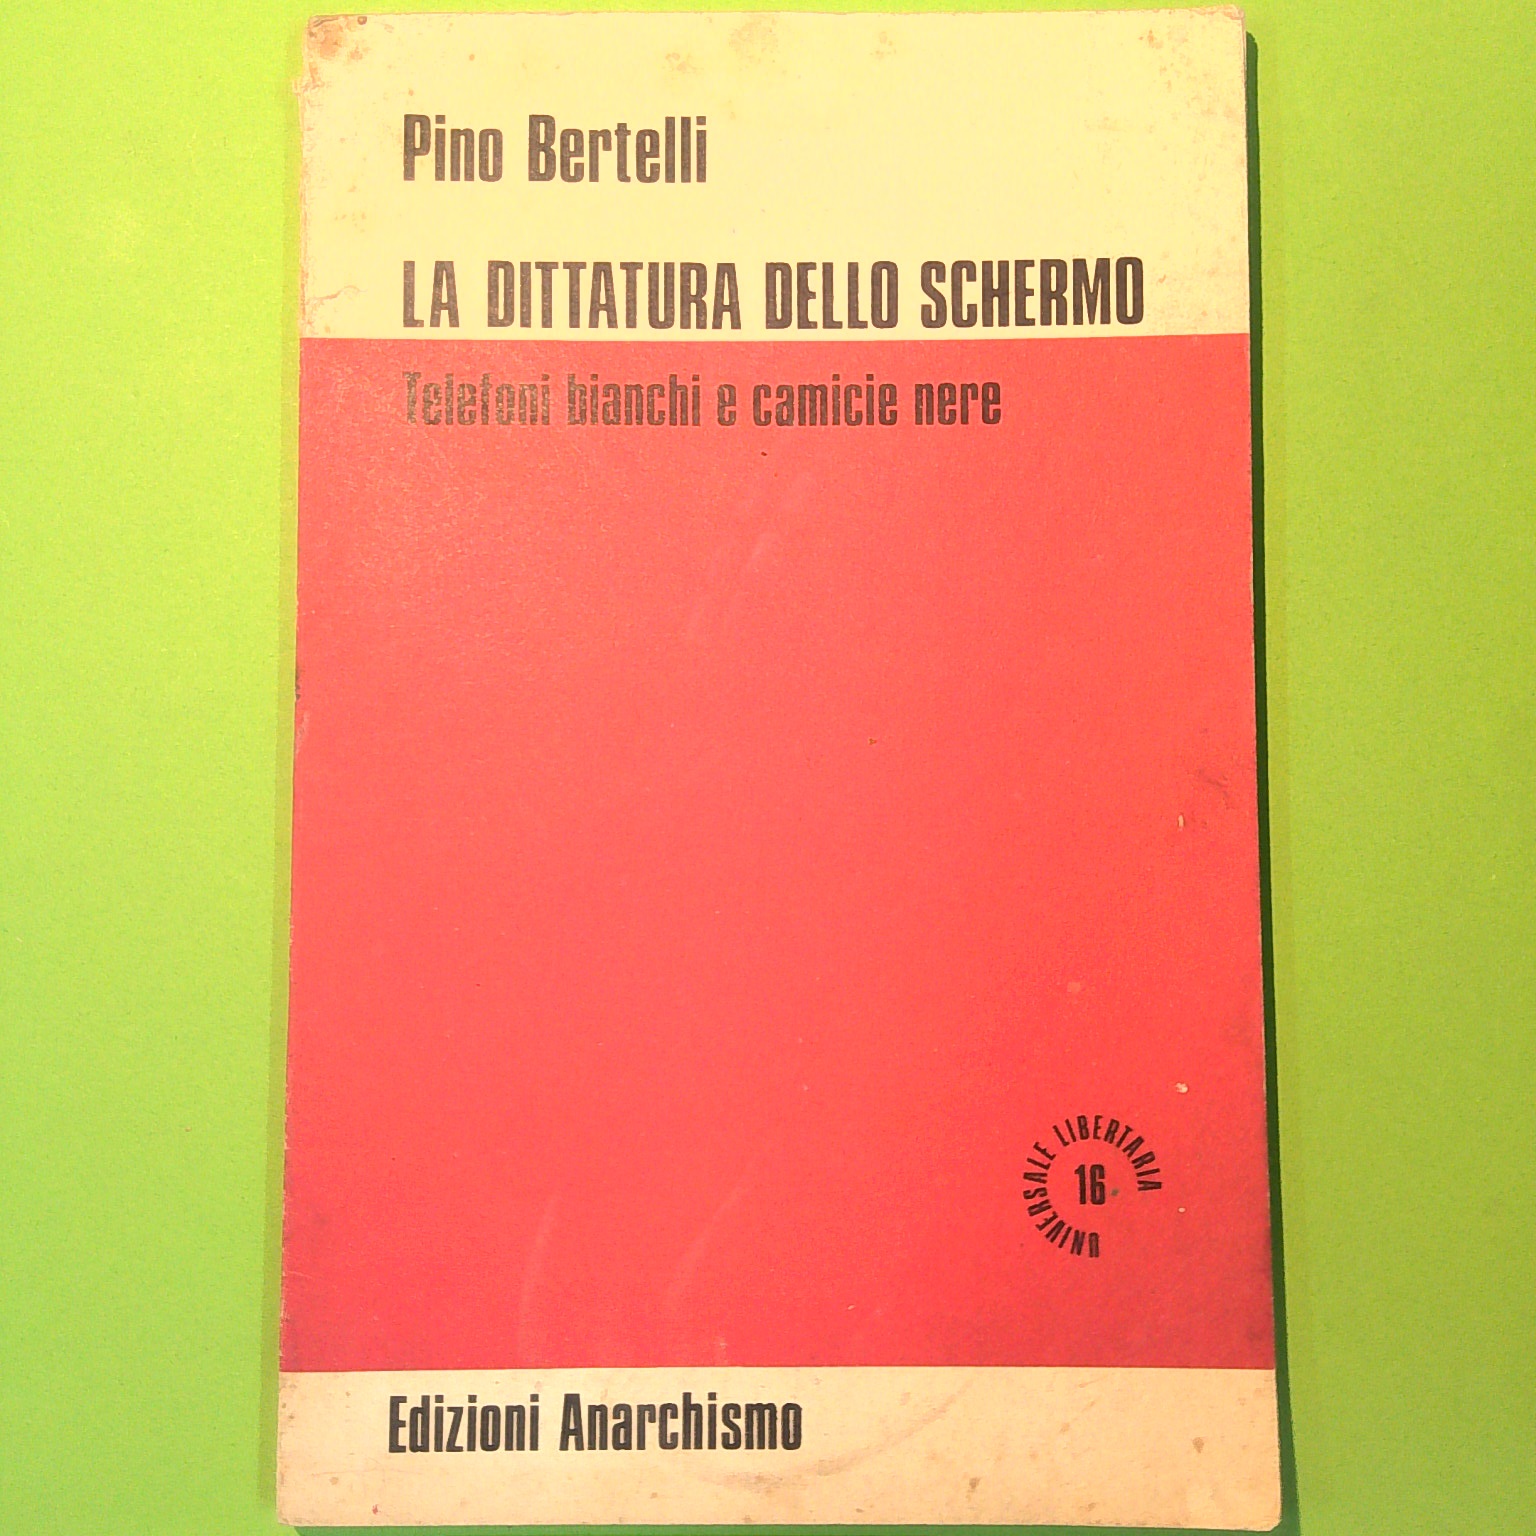 Pino Bertelli
LA DITTATURA DELLO SCHERMO
Telefoni bianchi e camicie nere
UNIVERSALE LIBERTARIA
16
Edizioni Anarchismo